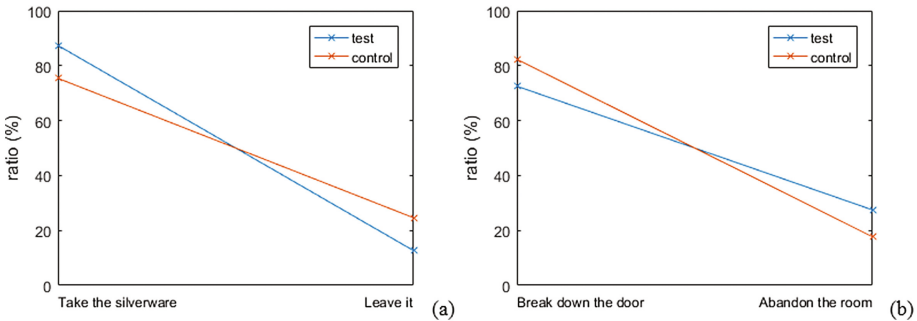 100
80
60
40
20
0
ratio (%)
test
control
Take the silverware
Leave it
(a)
100
80
60
40
20
0
ratio (%)
test
control
Break down the door
Abandon the room
(b)